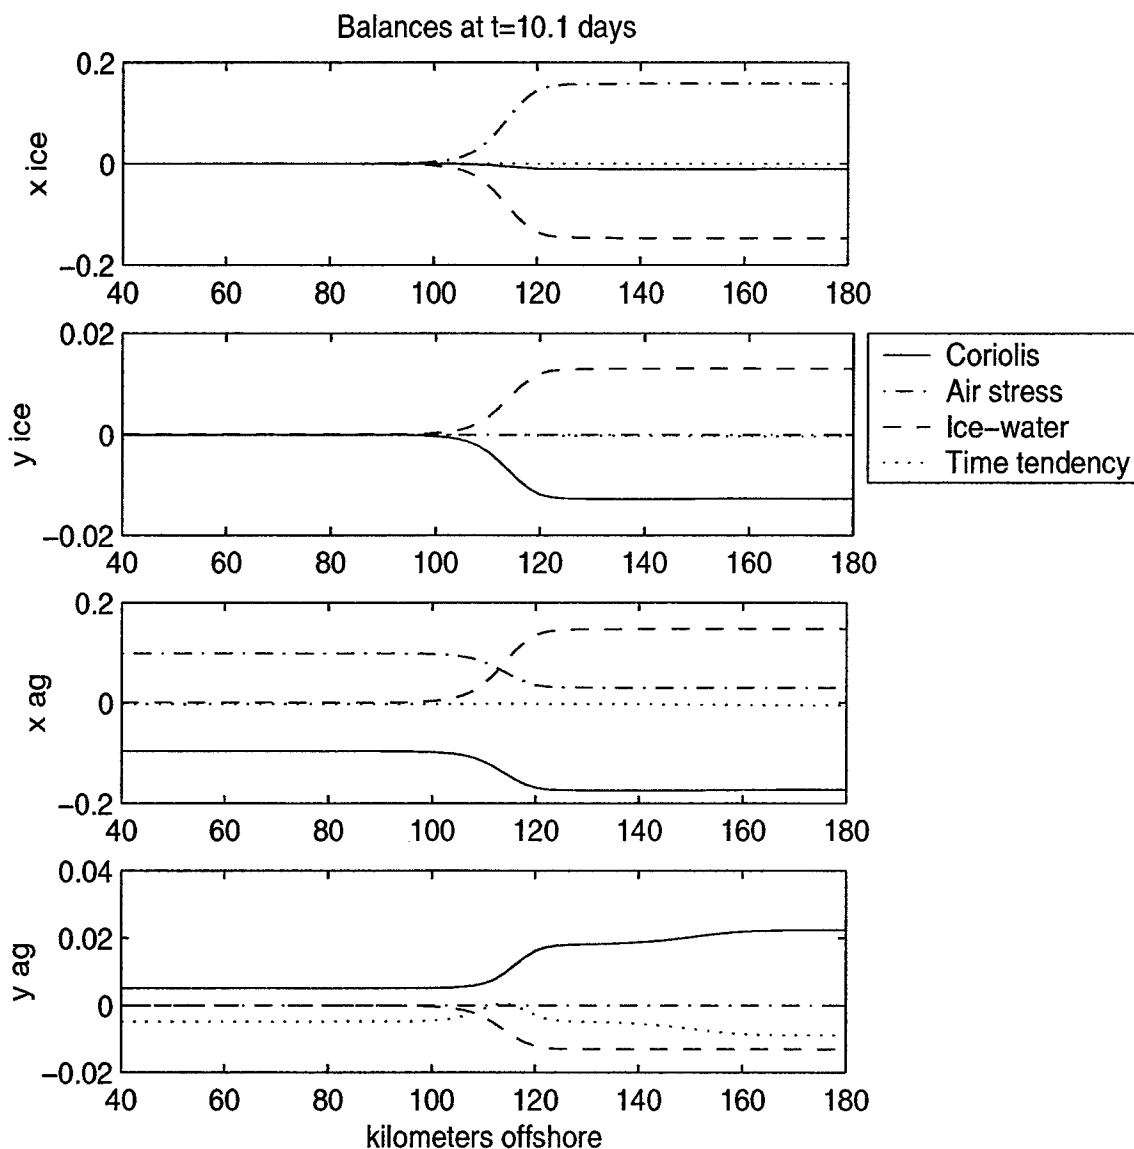 Balances at t=10.1 days
0.2
0
−0.2
x ice
40 60 80 100 120 140 160 180
0.02
0
−0.02
y ice
40 60 80 100 120 140 160 180
Coriolis
Air stress
Ice−water
Time tendency
0.2
0
−0.2
x ag
40 60 80 100 120 140 160 180
0.04
0.02
0
−0.02
y ag
40 60 80 100 120 140 160 180
kilometers offshore